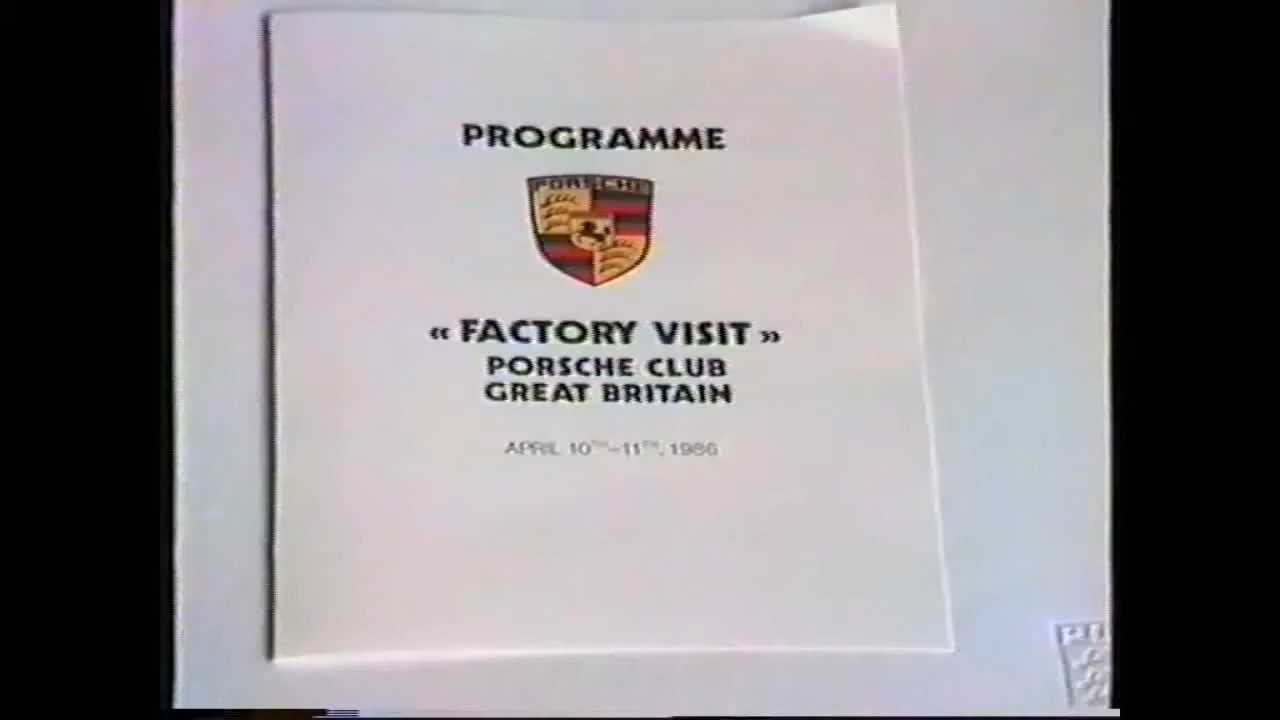 PROGRAMME
PORSCHE
« FACTORY VISIT »
PORSCHE CLUB
GREAT BRITAIN
APRIL 10TH-11TH, 1986